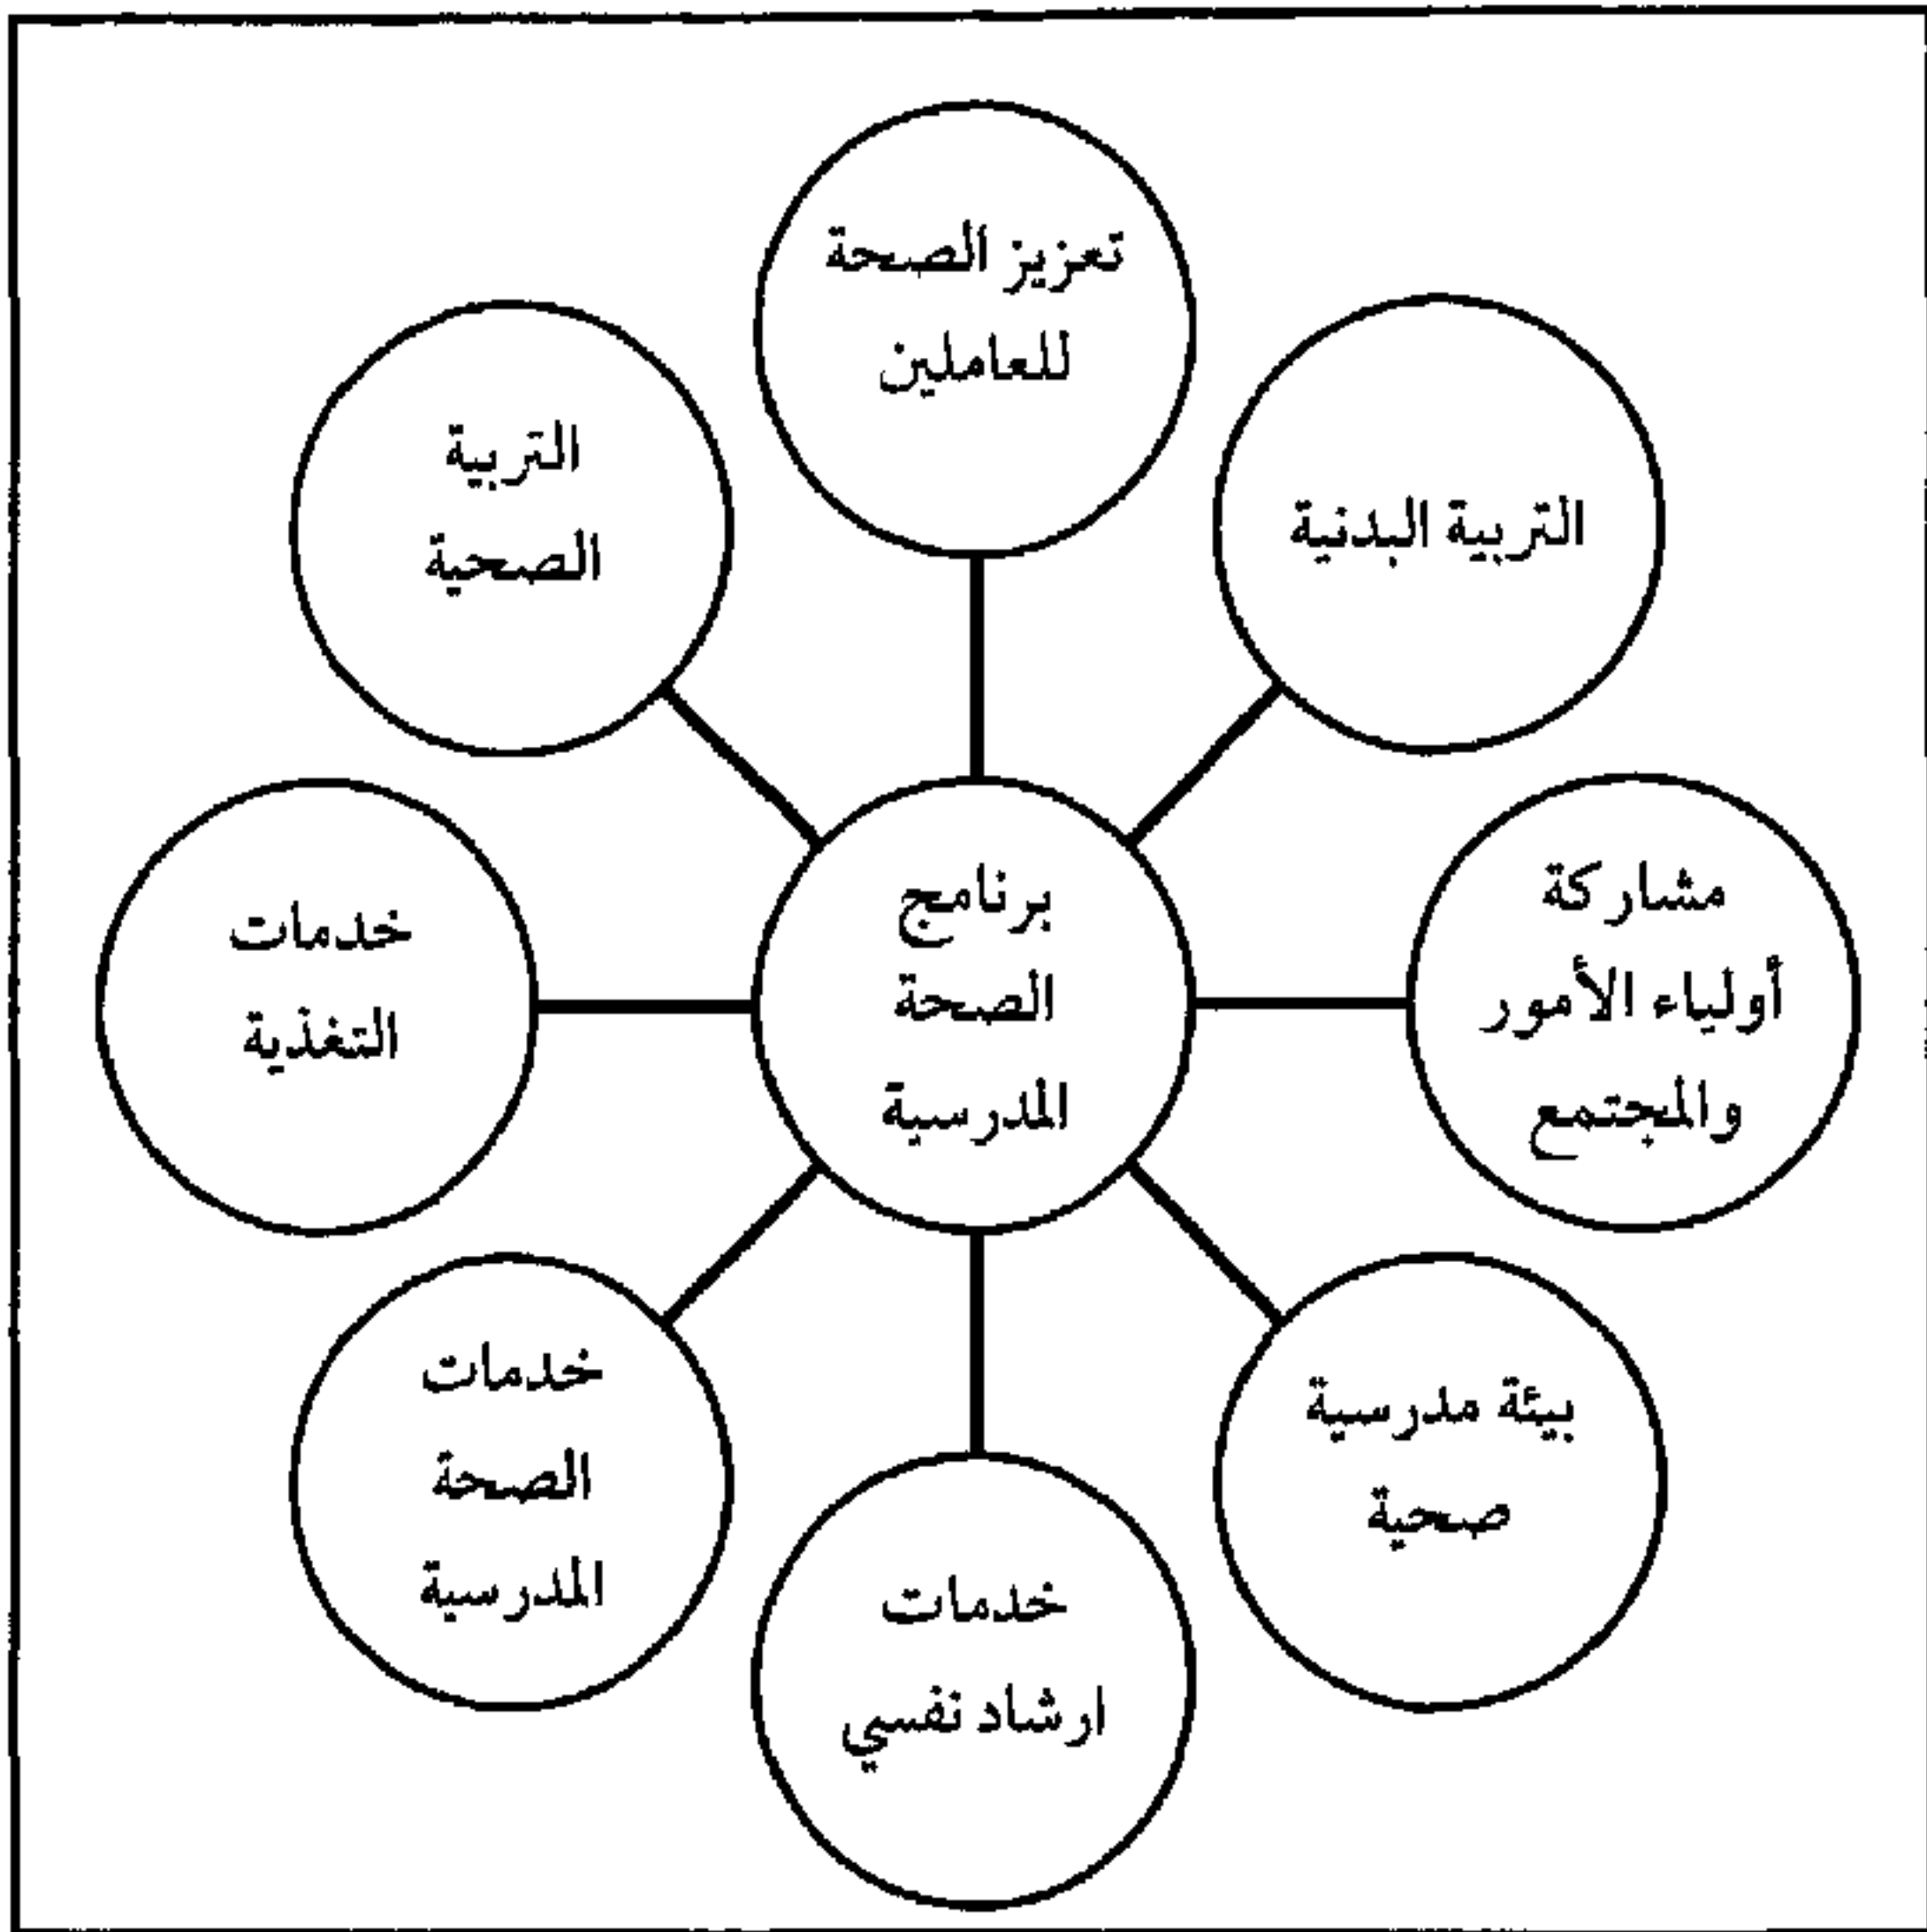 تعزيز الصحة
للعاملين
التربية البدنية
التربية
الصحية
مشاركة
أولياء الأمور
والمجتمع
برنامج
الصحة
المدرسية
خدمات
التغذية
بيئة مدرسية
صحية
خدمات
الصحة
المدرسية
خدمات
ارشاد نفسي